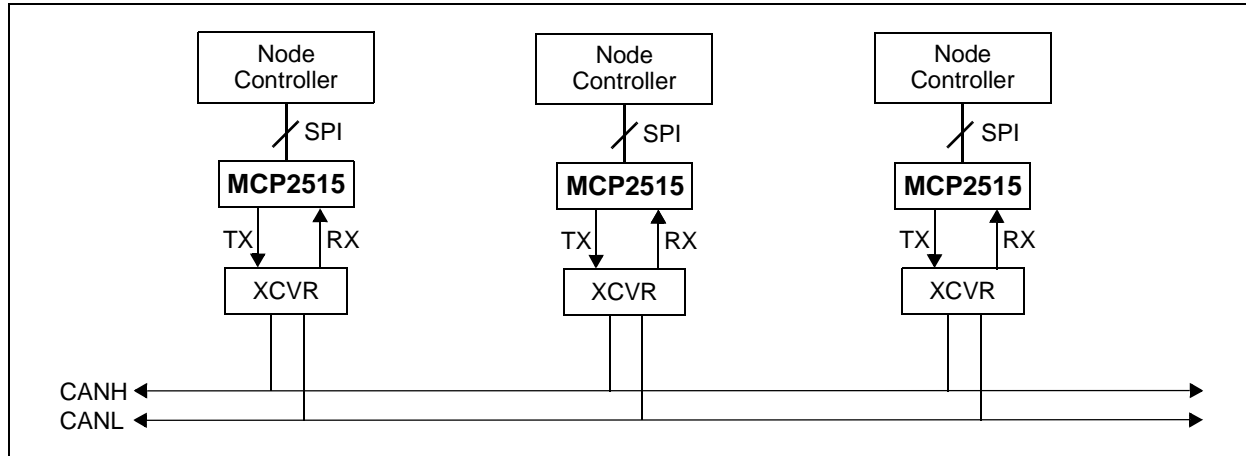 Node
Controller
Node
Controller
Node
Controller
SPI
SPI
SPI
MCP2515
MCP2515
MCP2515
TX
RX
TX
RX
TX
RX
XCVR
XCVR
XCVR
CANH
CANL